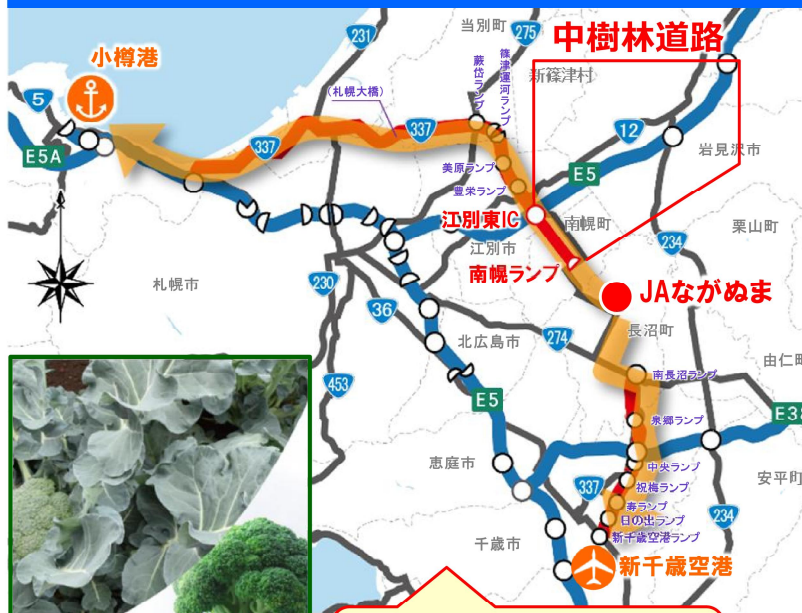 当別町
275
中樹林道路
231
小樽港
蕨岱ランプ
篠津運河ランプ
新篠津村
(札幌大橋)
5
337
337
12
E5A
岩見沢市
美原ランプ
E5
豊栄ランプ
江別東IC
南幌町
栗山町
江別市
234
南幌ランプ
札幌市
230
JAながぬま
36
長沼町
北広島市
274
由仁町
南長沼ランプ
453
E5
泉郷ランプ
恵庭市
中央ランプ
安平町
337
祝梅ランプ
寿ランプ
234
日の出ランプ
千歳市
新千歳空港ランプ
新千歳空港